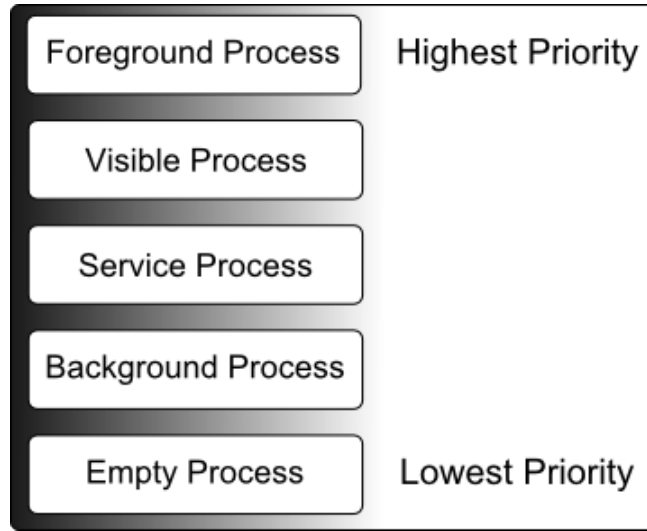 Foreground Process Highest Priority
Visible Process
Service Process
Background Process
Empty Process Lowest Priority